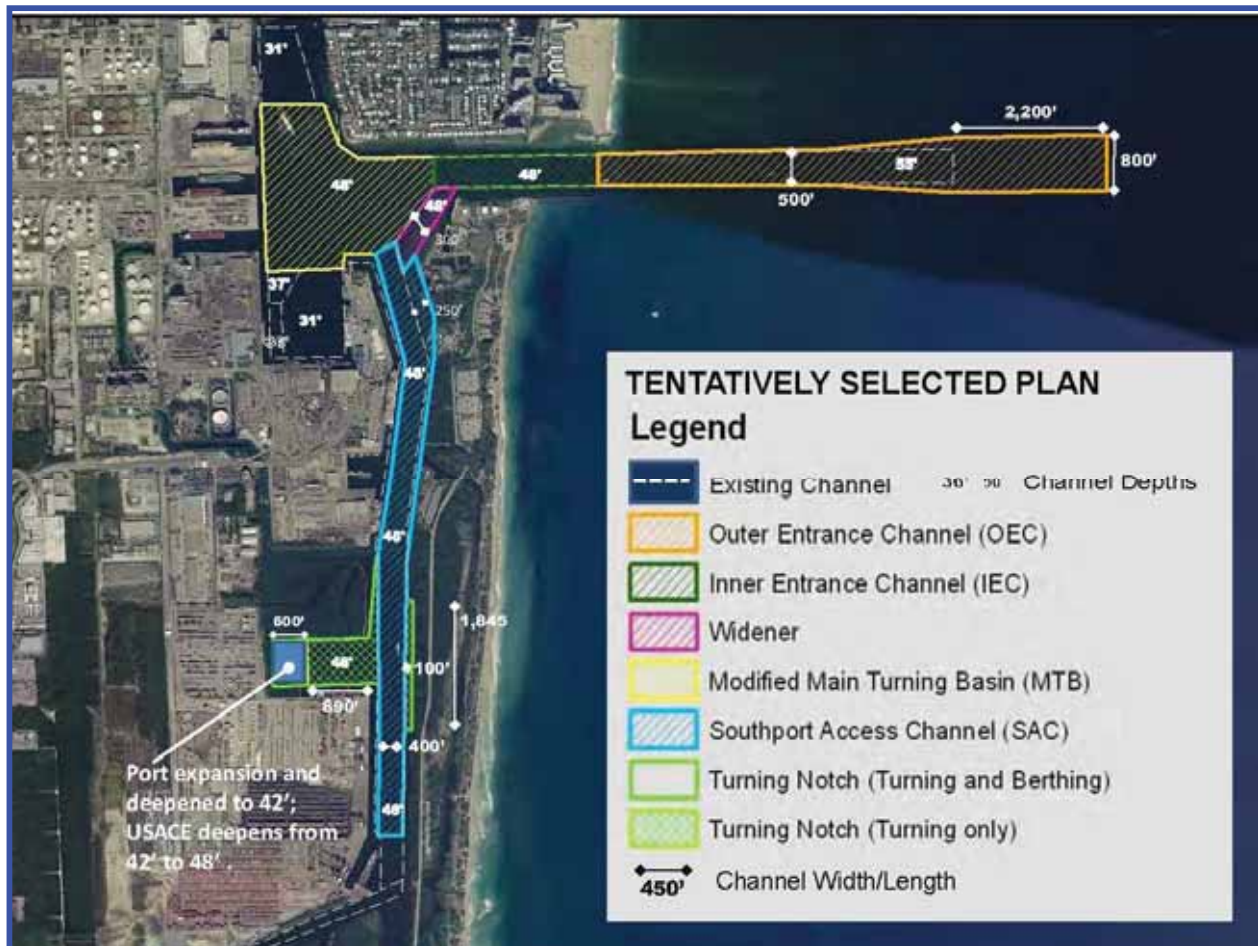 31'
2,200'
800'
48'
48'
55'
500'
48'
300'
37'
31'
38'
250'
48'
48'
600'
48'
1,845
100'
890'
400'
48'
Port expansion and
deepened to 42';
USACE deepens from
42' to 48' .
TENTATIVELY SELECTED PLAN
Legend
Existing Channel Channel Depths
Outer Entrance Channel (OEC)
Inner Entrance Channel (IEC)
Widener
Modified Main Turning Basin (MTB)
Southport Access Channel (SAC)
Turning Notch (Turning and Berthing)
Turning Notch (Turning only)
450' Channel Width/Length